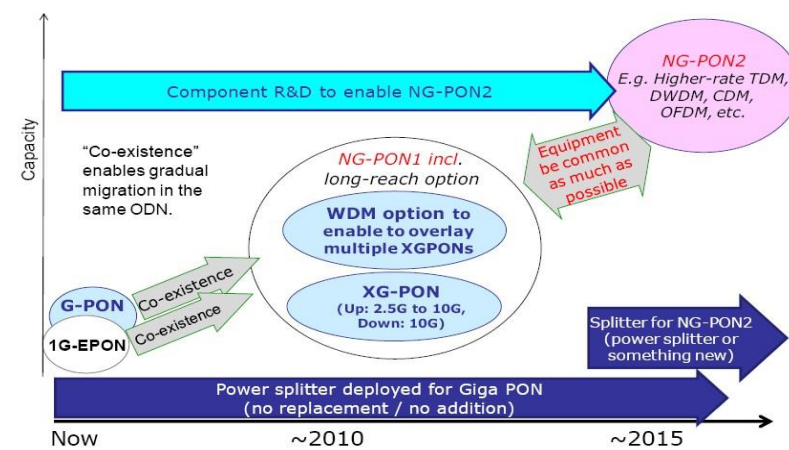 Capacity
Component R&D to enable NG-PON2
NG-PON2
E.g. Higher-rate TDM,
DWDM, CDM,
OFDM, etc.
"Co-existence"
enables gradual
migration in the
same ODN.
NG-PON1 incl.
long-reach option
Equipment
be common
as much as
possible
WDM option to
enable to overlay
multiple XGPONs
G-PON
1G-EPON
Co-existence
Co-existence
XG-PON
(Up: 2.5G to 10G,
Down: 10G)
Splitter for NG-PON2
(power splitter or
something new)
Power splitter deployed for Giga PON
(no replacement / no addition)
Now
~2010
~2015